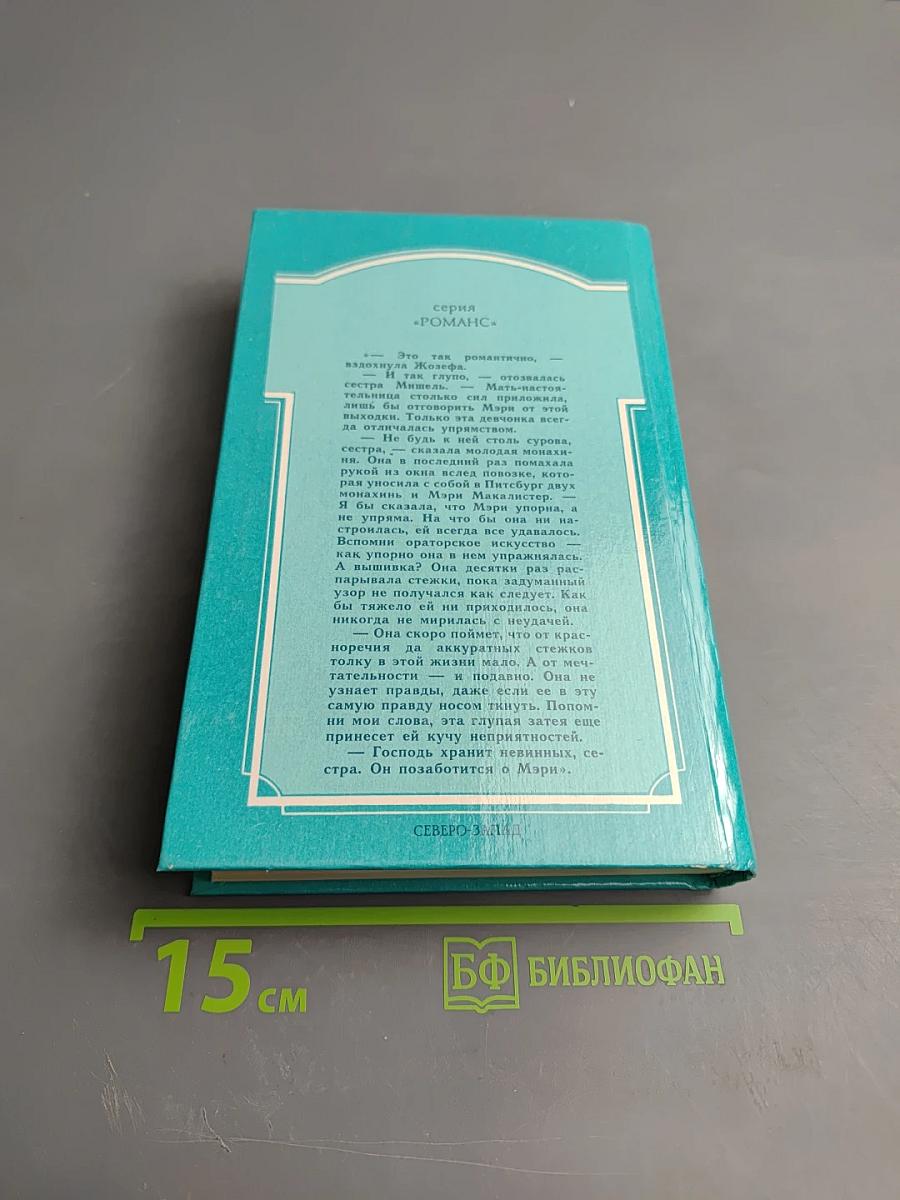 серия
«РОМАНС»
«— Это так романтично, —
вздохнула Жозефа.
— И так глупо, — отозвалась
сестра Мишель. — Мать-настоя-
тельница столько сил приложила,
лишь бы отговорить Мэри от этой
выходки. Только эта девчонка всег-
да отличалась упрямством.
— Не будь к ней столь сурова,
сестра, — сказала молодая монахи-
ня. Она в последний раз помахала
рукой из окна вслед повозке, кото-
рая уносила с собой в Питсбург двух
монахинь и Мэри Макалистер. —
Я бы сказала, что Мэри упорна, а
не упряма. На что бы она ни на-
строилась, ей всегда все удавалось.
Вспомни ораторское искусство —
как упорно она в нем упражнялась.
А вышивка? Она десятки раз рас-
парывала стежки, пока задуманный
узор не получался как следует. Как
бы тяжело ей ни приходилось, она
никогда не мирилась с неудачей.
— Она скоро поймет, что от крас-
норечия да аккуратных стежков
толку в этой жизни мало. А от меч-
тательности — и подавно. Она не
узнает правды, даже если ее в эту
самую правду носом ткнуть. Попом-
ни мои слова, эта глупая затея еще
принесет ей кучу неприятностей.
— Господь хранит невинных, се-
стра. Он позаботится о Мэри».
СЕВЕРО-ЗАПАД
15 см
БФ БИБЛИОФАН